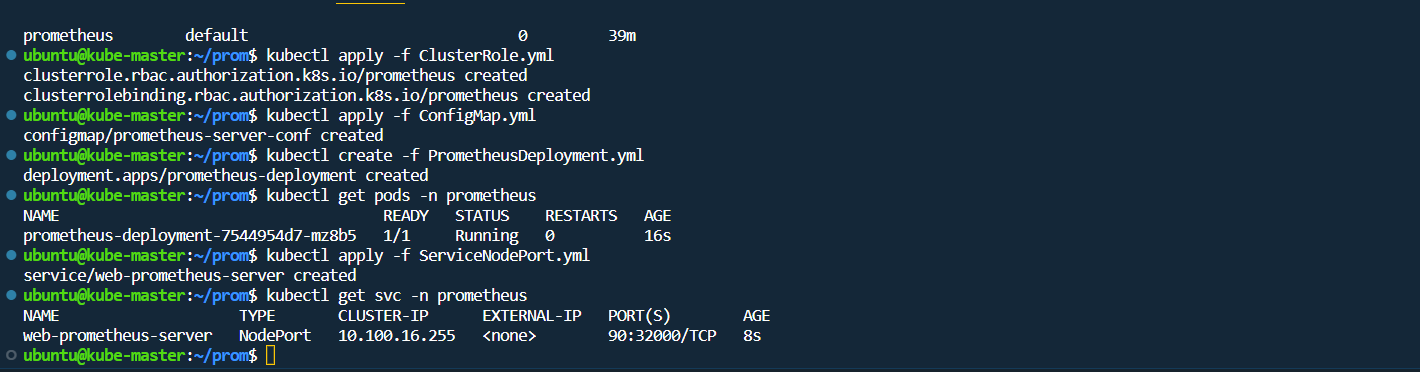 prometheus default 0 39m
ubuntu@kube-master:~/prom$ kubectl apply -f ClusterRole.yml
clusterrole.rbac.authorization.k8s.io/prometheus created
clusterrolebinding.rbac.authorization.k8s.io/prometheus created
ubuntu@kube-master:~/prom$ kubectl apply -f ConfigMap.yml
configmap/prometheus-server-conf created
ubuntu@kube-master:~/prom$ kubectl create -f PrometheusDeployment.yml
deployment.apps/prometheus-deployment created
ubuntu@kube-master:~/prom$ kubectl get pods -n prometheus
NAME READY STATUS RESTARTS AGE
prometheus-deployment-7544954d7-mz8b5 1/1 Running 0 16s
ubuntu@kube-master:~/prom$ kubectl apply -f ServiceNodePort.yml
service/web-prometheus-server created
ubuntu@kube-master:~/prom$ kubectl get svc -n prometheus
NAME TYPE CLUSTER-IP EXTERNAL-IP PORT(S) AGE
web-prometheus-server NodePort 10.100.16.255 <none> 90:32000/TCP 8s
ubuntu@kube-master:~/prom$